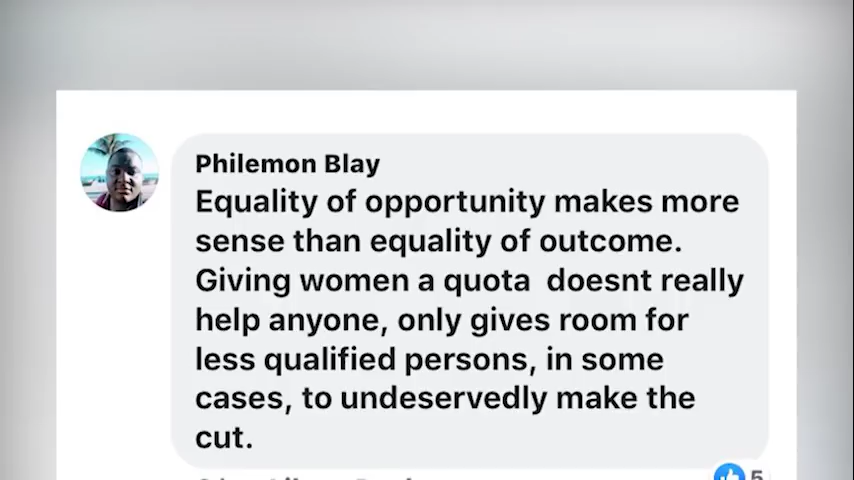 Philemon Blay
Equality of opportunity makes more
sense than equality of outcome.
Giving women a quota  doesnt really
help anyone, only gives room for
less qualified persons, in some
cases, to undeservedly make the
cut.
5